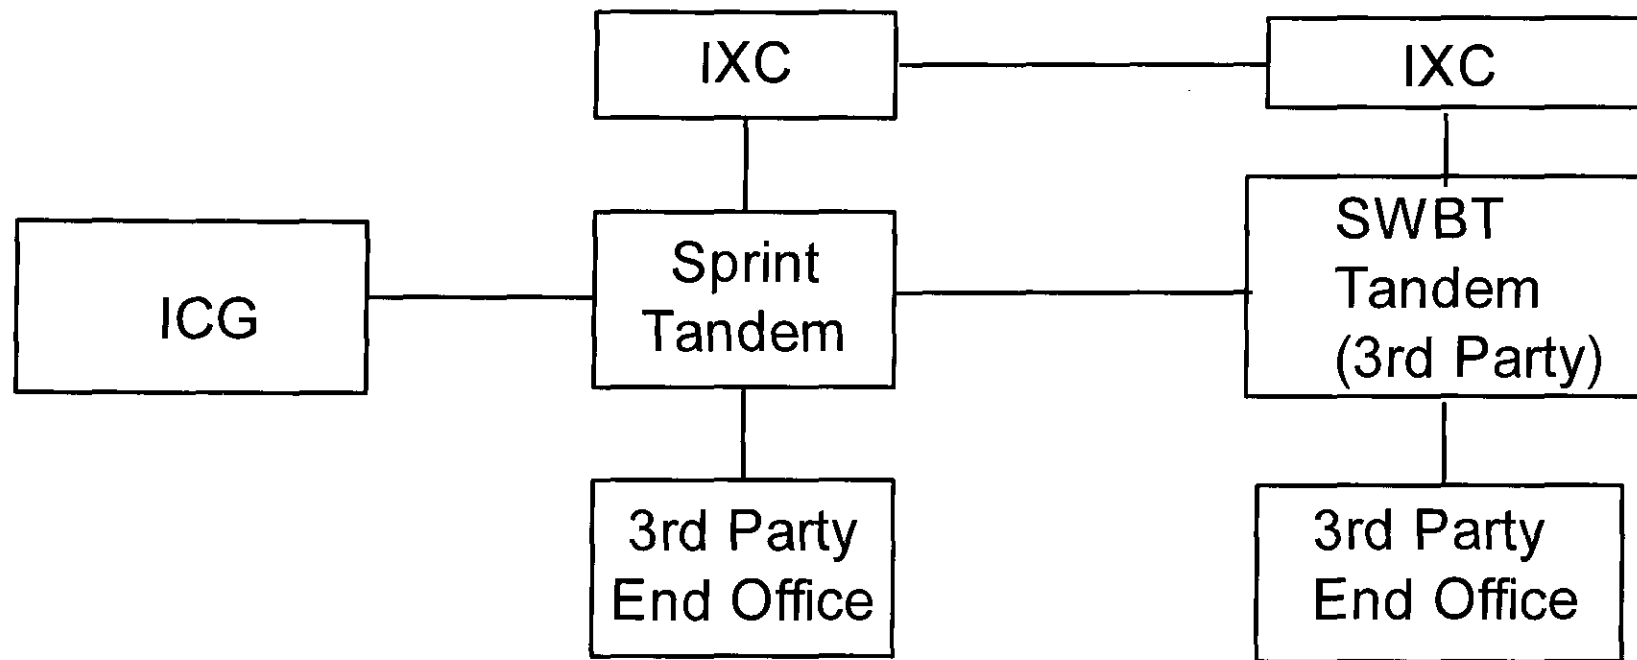 IXC
IXC
ICG
Sprint
Tandem
SWBT
Tandem
(3rd Party)
3rd Party
End Office
3rd Party
End Office